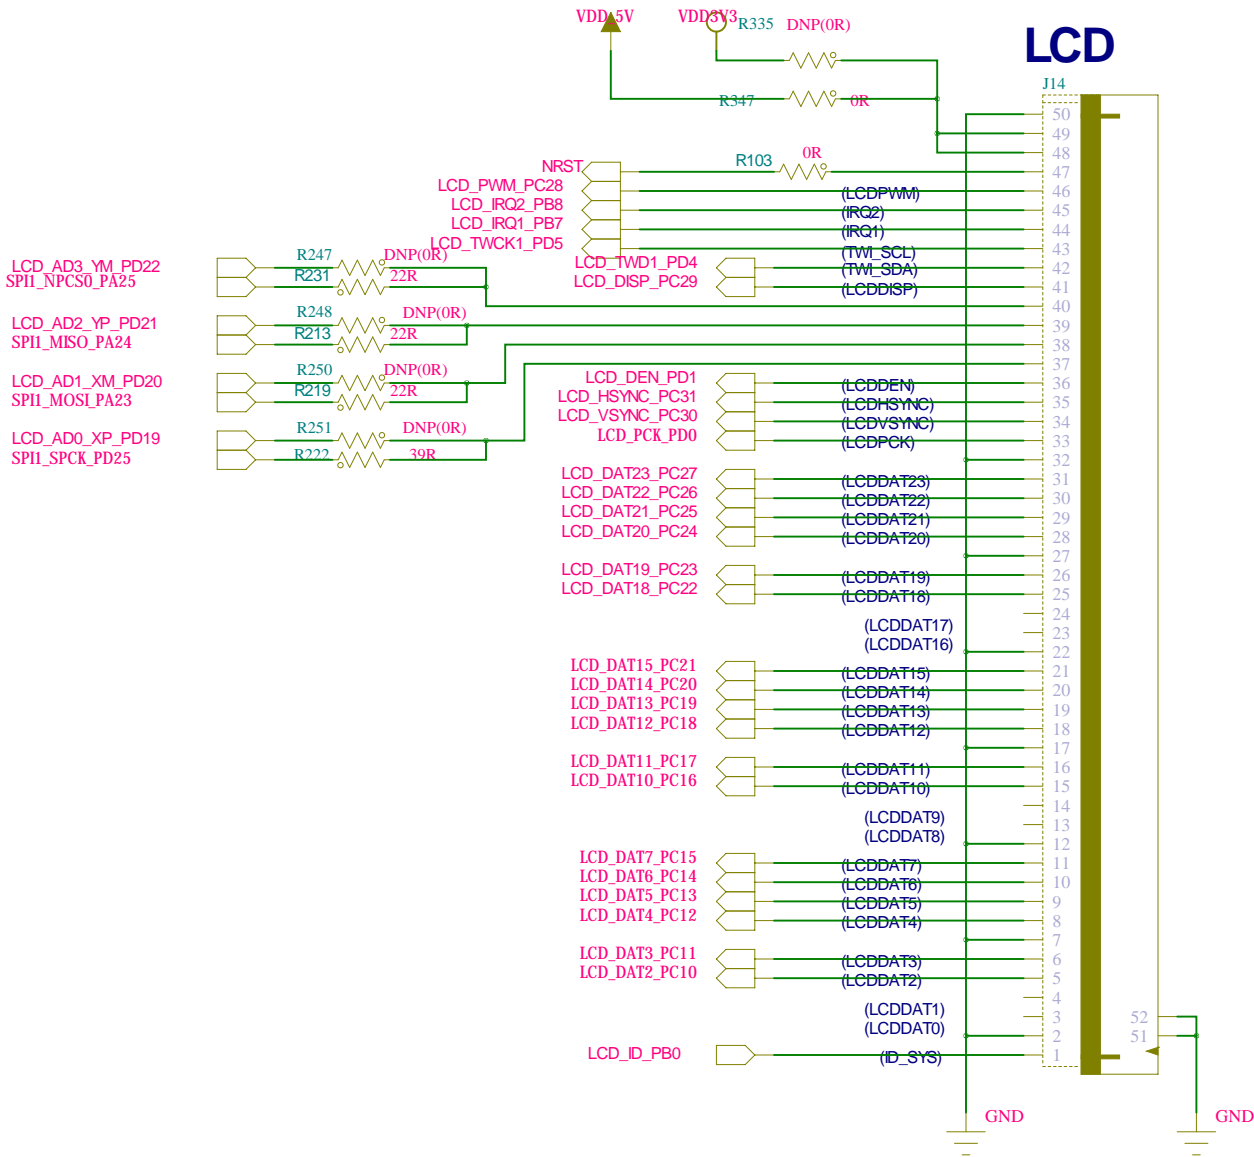 VDD_5V VDD3V3 R335 DNP(0R)
LCD
J14
R347 0R
50
49
48
NRST R103 0R 47
LCD_PWM_PC28 (LCDPWM) 46
LCD_IRQ2_PB8 (IRQ2) 45
LCD_IRQ1_PB7 (IRQ1) 44
LCD_TWCK1_PD5 (TWI_SCL) 43
LCD_TWD1_PD4 (TWI_SDA) 42
LCD_DISP_PC29 (LCDDISP) 41
R247 DNP(0R)
LCD_AD3_YM_PD22
SPI1_NPCS0_PA25 R231 22R
40
R248 DNP(0R)
LCD_AD2_YP_PD21 39
SPI1_MISO_PA24 R213 22R
38
R250 DNP(0R)
LCD_AD1_XM_PD20
SPI1_MOSI_PA23 R219 22R
37
R251 DNP(0R)
LCD_AD0_XP_PD19
SPI1_SPCK_PD25 R222 39R
LCD_DEN_PD1 (LCDDEN) 36
LCD_HSYNC_PC31 (LCDHSYNC) 35
LCD_VSYNC_PC30 (LCDVSYNC) 34
LCD_PCK_PD0 (LCDPCK) 33
32
LCD_DAT23_PC27 (LCDDAT23) 31
LCD_DAT22_PC26 (LCDDAT22) 30
LCD_DAT21_PC25 (LCDDAT21) 29
LCD_DAT20_PC24 (LCDDAT20) 28
27
LCD_DAT19_PC23 (LCDDAT19) 26
LCD_DAT18_PC22 (LCDDAT18) 25
24
(LCDDAT17) 23
(LCDDAT16) 22
LCD_DAT15_PC21 (LCDDAT15) 21
LCD_DAT14_PC20 (LCDDAT14) 20
LCD_DAT13_PC19 (LCDDAT13) 19
LCD_DAT12_PC18 (LCDDAT12) 18
17
LCD_DAT11_PC17 (LCDDAT11) 16
LCD_DAT10_PC16 (LCDDAT10) 15
14
(LCDDAT9) 13
(LCDDAT8) 12
LCD_DAT7_PC15 (LCDDAT7) 11
LCD_DAT6_PC14 (LCDDAT6) 10
LCD_DAT5_PC13 (LCDDAT5) 9
LCD_DAT4_PC12 (LCDDAT4) 8
7
LCD_DAT3_PC11 (LCDDAT3) 6
LCD_DAT2_PC10 (LCDDAT2) 5
4
(LCDDAT1) 3 52
(LCDDAT0) 2 51
LCD_ID_PB0 (ID_SYS) 1
GND GND